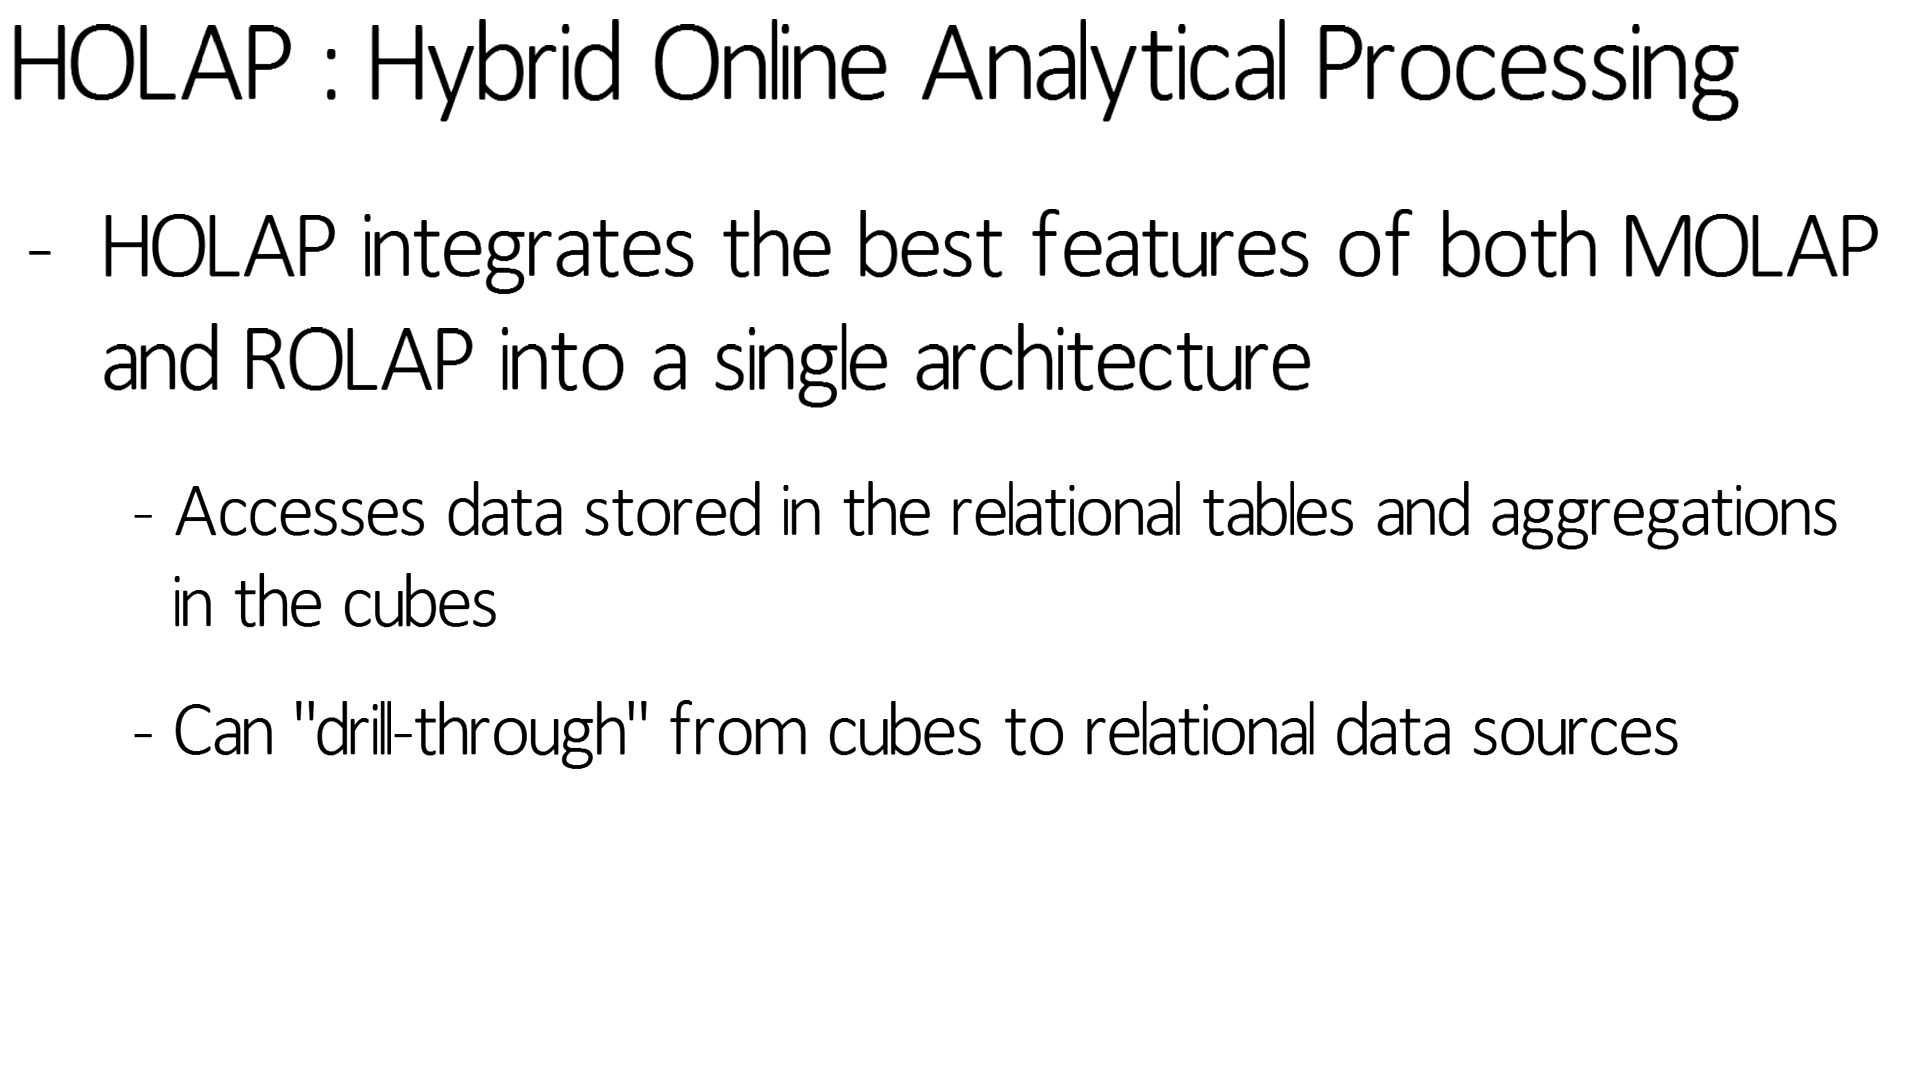 HOLAP : Hybrid Online Analytical Processing
- HOLAP integrates the best features of both MOLAP
and ROLAP into a single architecture
- Accesses data stored in the relational tables and aggregations
in the cubes
- Can "drill-through" from cubes to relational data sources